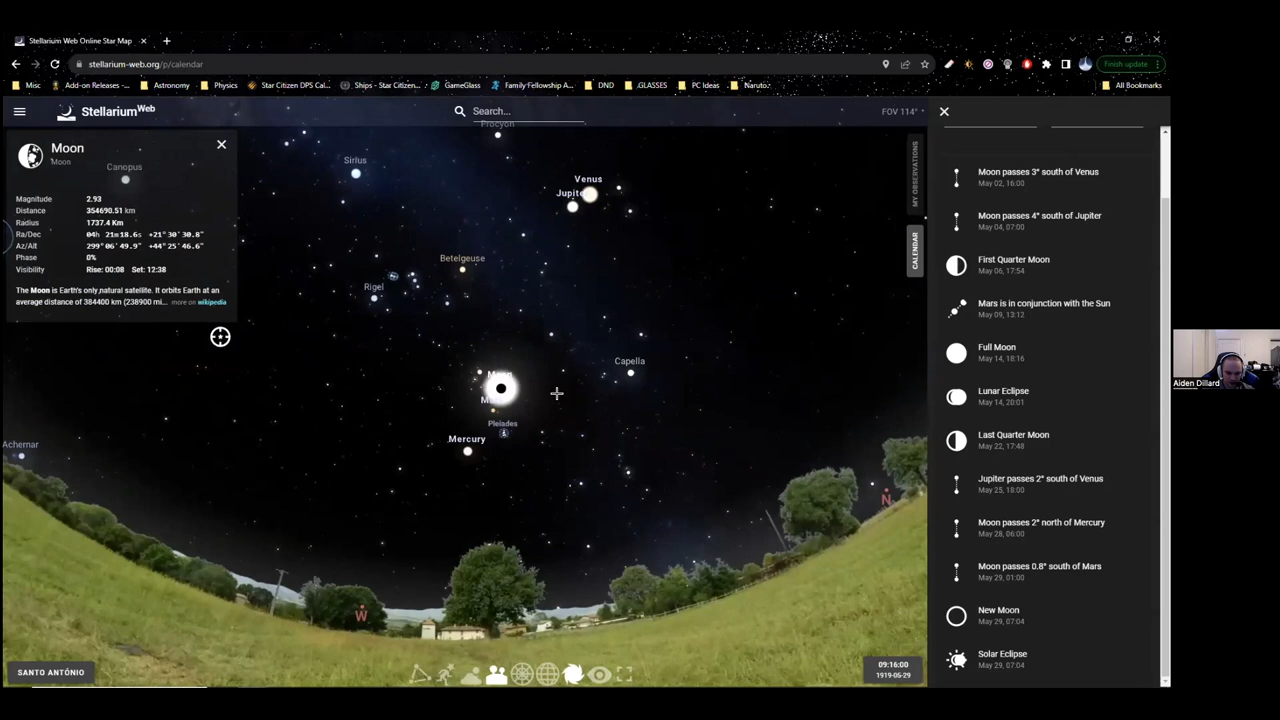 Stellarium Web Online Star Map
stellarium-web.org/p/calendar
Finish update
Misc
Add-on Releases -...
Astronomy
Physics
Star Citizen DPS Cal...
Ships - Star Citizen...
GameGlass
Family Fellowship A...
DND
.GLASSES
PC Ideas
Naruto.
All Bookmarks
StellariumWeb
Search...
FOV 114°
Moon
Moon
Magnitude 2.93
Distance 354690.51 km
Radius 1737.4 Km
Ra/Dec 04h 21m18.6s +21°30'30.8"
Az/Alt 299°06'49.9" +44°25'46.6"
Phase 0%
Visibility Rise: 00:08 Set: 12:38
The Moon is Earth's only natural satellite. It orbits Earth at an
average distance of 384400 km (238900 mi... more on wikipedia
Canopus
Procyon
Sirius
Venus
Jupite
Betelgeuse
Rigel
Capella
Moon
Pleiades
Mercury
Achernar
W
N
MY OBSERVATIONS
CALENDAR
Moon passes 3° south of Venus
May 02, 16:00
Moon passes 4° south of Jupiter
May 04, 07:00
First Quarter Moon
May 06, 17:54
Mars is in conjunction with the Sun
May 09, 13:12
Full Moon
May 14, 18:16
Lunar Eclipse
May 14, 20:01
Last Quarter Moon
May 22, 17:48
Jupiter passes 2° south of Venus
May 25, 18:00
Moon passes 2° north of Mercury
May 28, 06:00
Moon passes 0.8° south of Mars
May 29, 01:00
New Moon
May 29, 07:04
Solar Eclipse
May 29, 07:04
SANTO ANTÓNIO
09:16:00
1919-05-29
Aiden Dillard